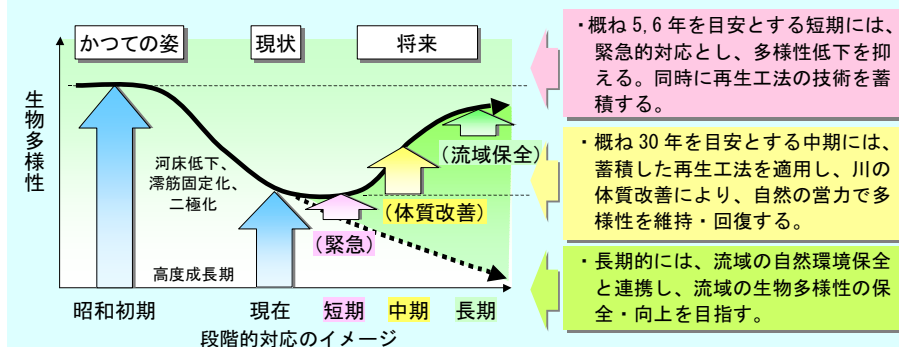 かつての姿
現状
将来
生物多様性
河床低下、
澪筋固定化、
二極化
高度成長期
(緊急)
(体質改善)
(流域保全)
昭和初期
現在
短期
中期
長期
段階的対応のイメージ
・概ね5,6年を目安とする短期には、
緊急的対応とし、多様性低下を抑
える。同時に再生工法の技術を蓄
積する。
・概ね30年を目安とする中期には、
蓄積した再生工法を適用し、川の
体質改善により、自然の営力で多
様性を維持・回復する。
・長期的には、流域の自然環境保全
と連携し、流域の生物多様性の保
全・向上を目指す。